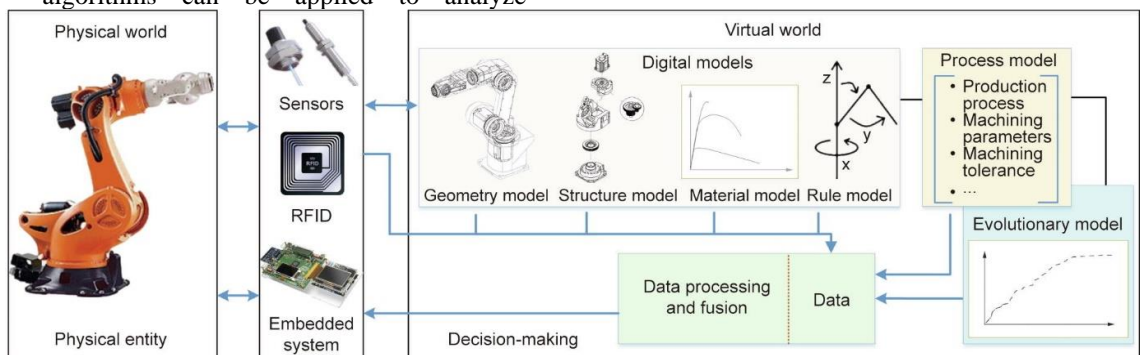 algorithms can be applied to analyze
Physical world
Physical entity
Sensors
RFID
RFID
Embedded
system
Virtual world
Digital models
Geometry model
Structure model
Material model
z
y
x
Rule model
Process model
• Production
process
• Machining
parameters
• Machining
tolerance
• ...
Evolutionary model
Data processing
and fusion
Data
Decision-making